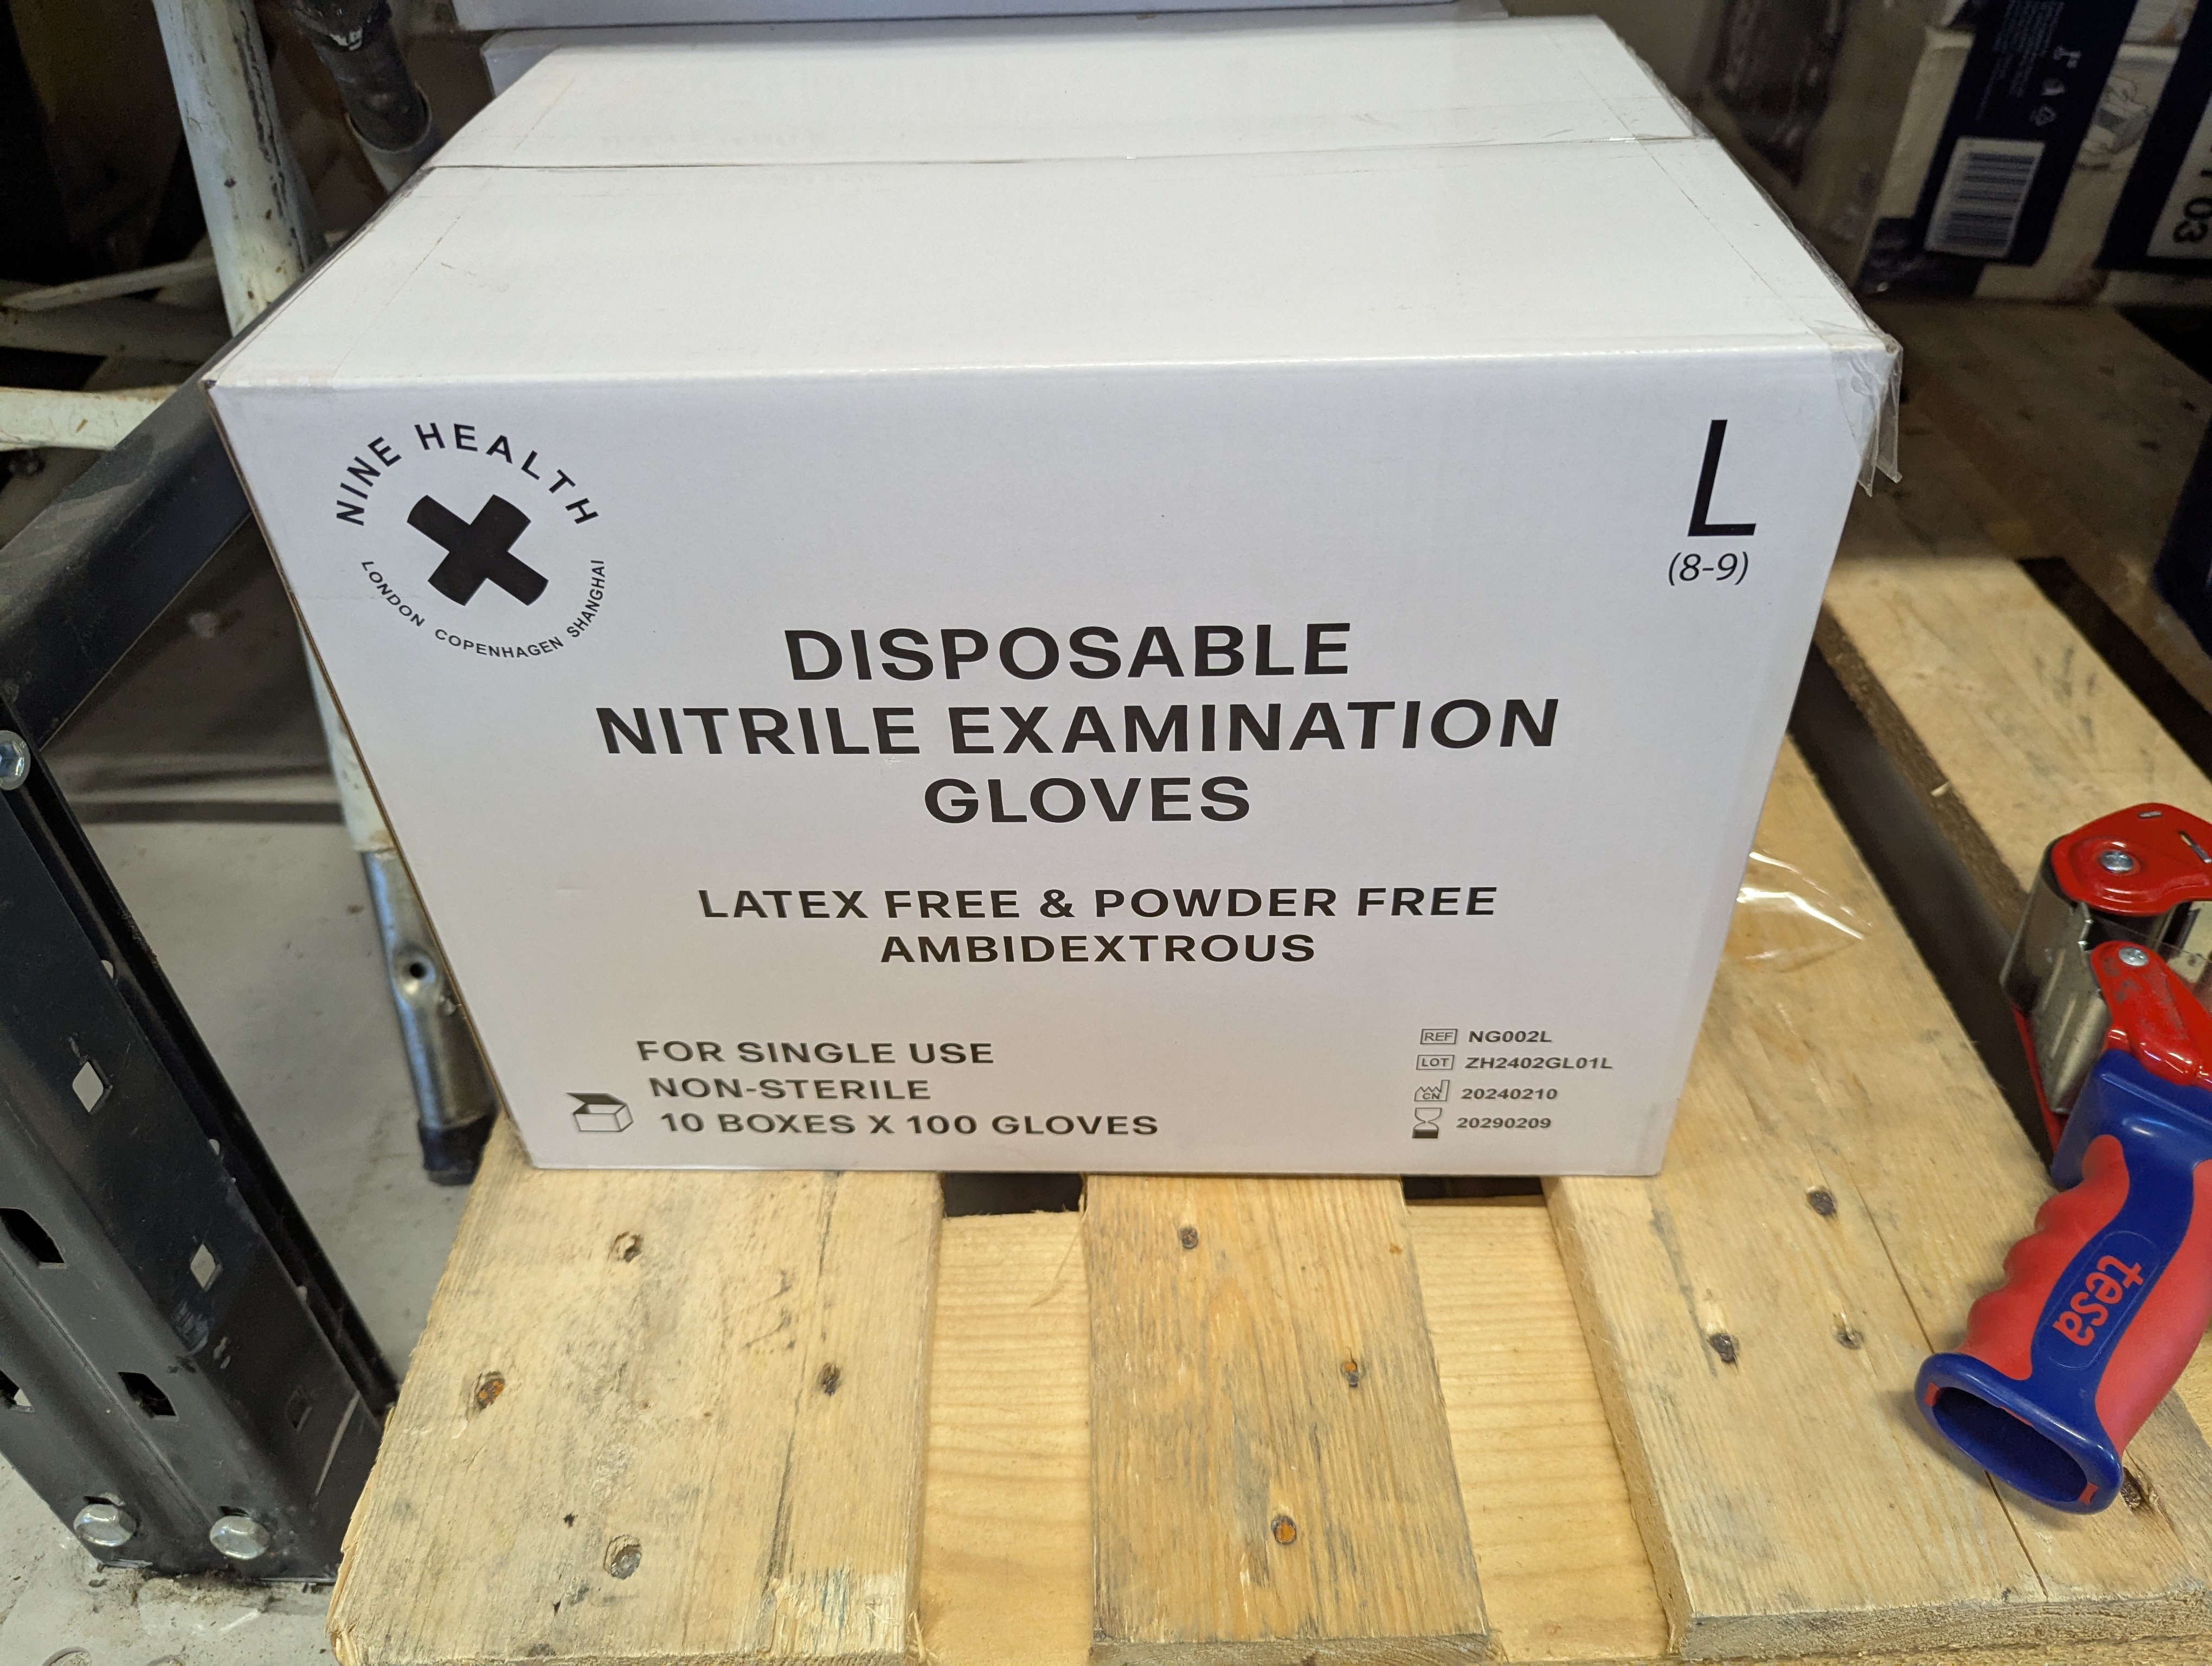 NINE HEALTH
LONDON COPENHAGEN SHANGHAI
L
(8-9)
DISPOSABLE
NITRILE EXAMINATION
GLOVES
LATEX FREE & POWDER FREE
AMBIDEXTROUS
FOR SINGLE USE
NON-STERILE
10 BOXES X 100 GLOVES
REF NG002L
LOT ZH2402GL01L
CN 20240210
20290209
tesa
03